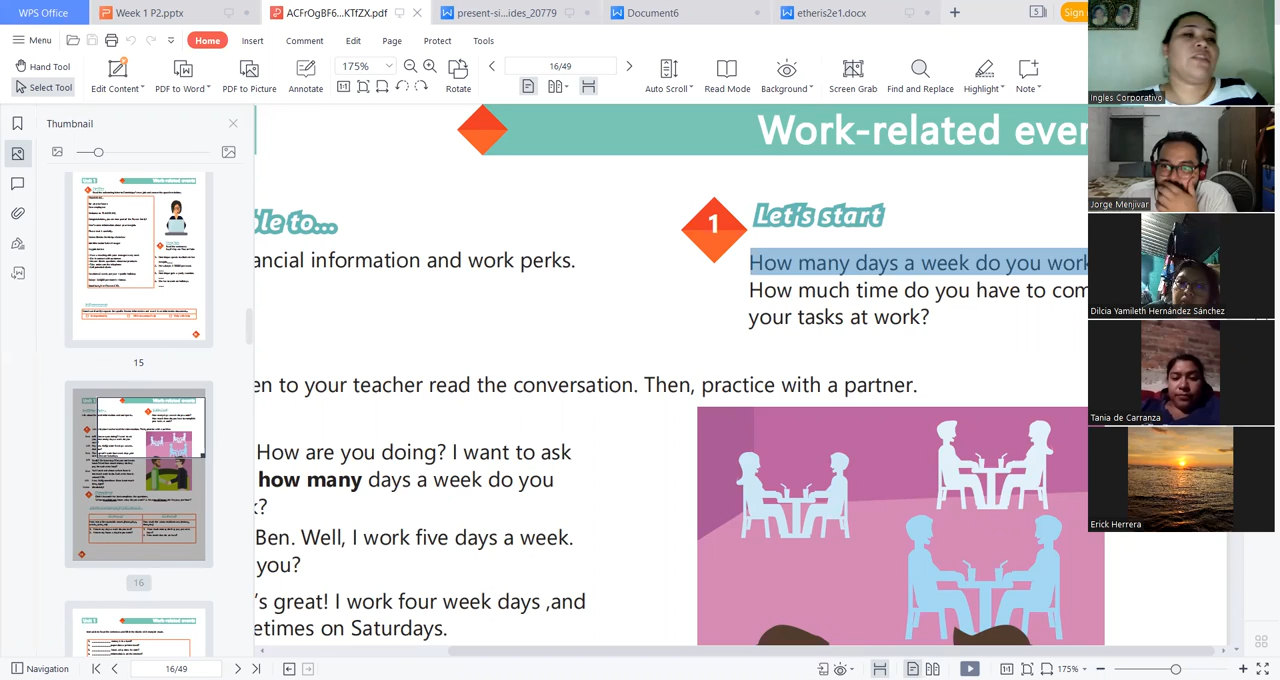 WPS Office
Week 1 P2.pptx
ACFrOgBF6...KTfZX.pdf
present-si...ides_20779
Document6
etheris2e1.docx
5
Sign
Menu
Home
Insert
Comment
Edit
Page
Protect
Tools
Hand Tool
Select Tool
Edit Content
PDF to Word
PDF to Picture
Annotate
175%
Rotate
16/49
Auto Scroll
Read Mode
Background
Screen Grab
Find and Replace
Highlight
Note
Ingles Corporativo
Jorge Menjivar
Dilcia Yamileth Hernández Sánchez
Tania de Carranza
Erick Herrera
Thumbnail
15
16
Work-related even
ble to...
ancial information and work perks.
1
Let's start
How many days a week do you work
How much time do you have to com
your tasks at work?
en to your teacher read the conversation. Then, practice with a partner.
How are you doing? I want to ask
how many days a week do you
k?
Ben. Well, I work five days a week.
you?
's great! I work four week days ,and
etimes on Saturdays.
Navigation
16/49
175%